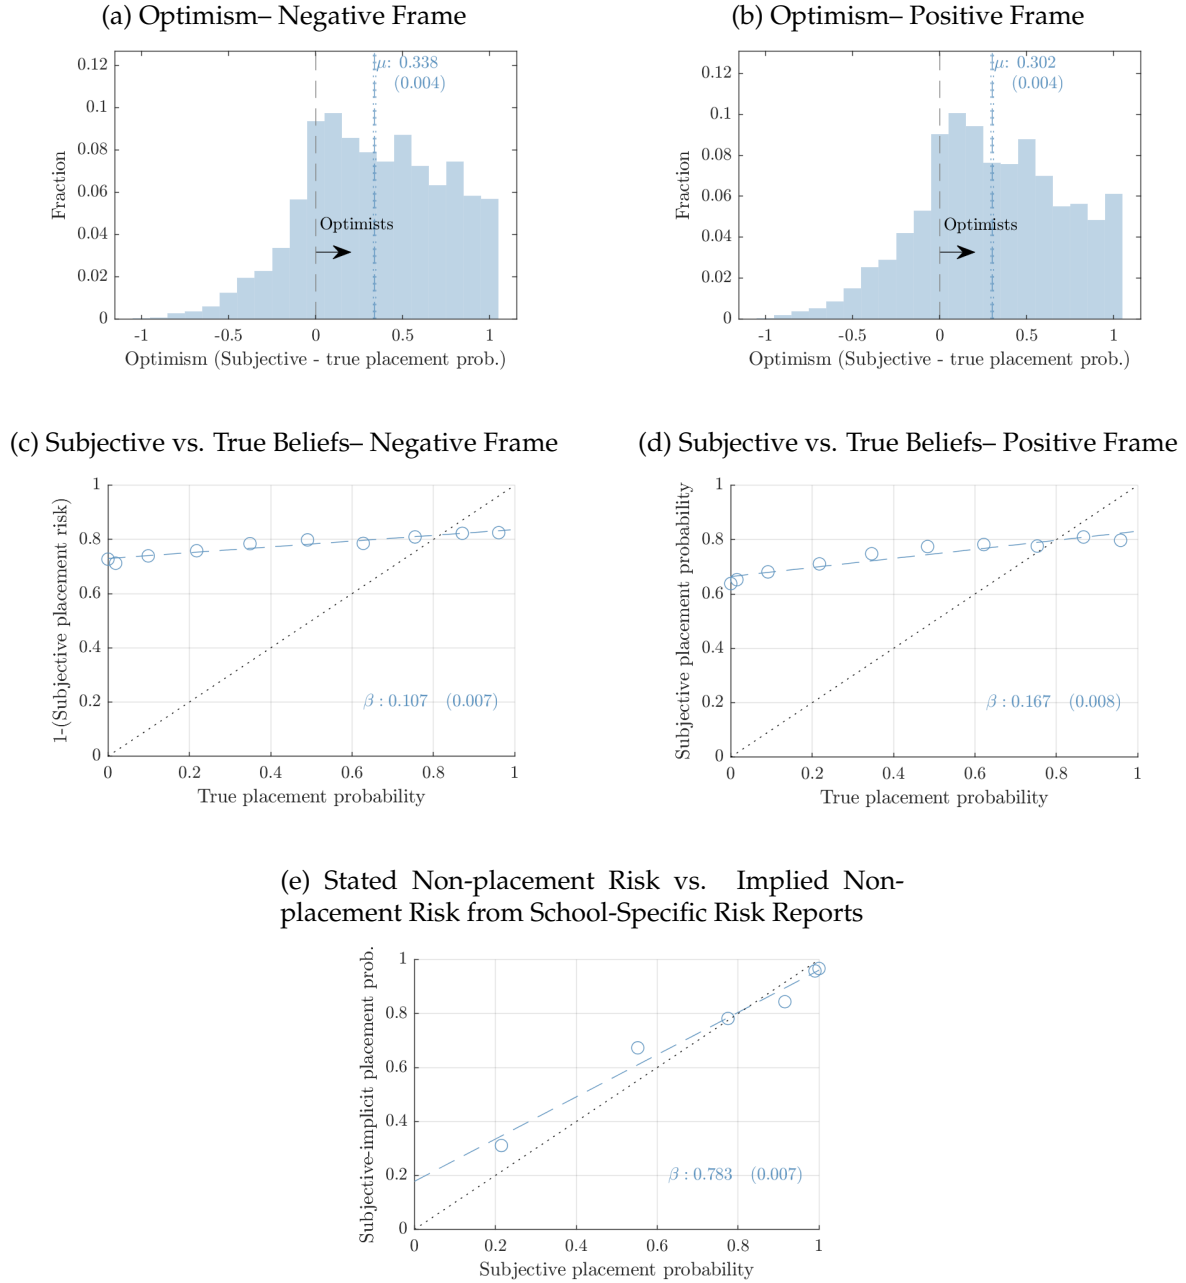 (a) Optimism– Negative Frame
0.12
0.1
0.08
0.06
0.04
0.02
0
Fraction
μ: 0.338
(0.004)
Optimists
-1 -0.5 0 0.5 1
Optimism (Subjective - true placement prob.)
(b) Optimism– Positive Frame
0.12
0.1
0.08
0.06
0.04
0.02
0
Fraction
μ: 0.302
(0.004)
Optimists
-1 -0.5 0 0.5 1
Optimism (Subjective - true placement prob.)
(c) Subjective vs. True Beliefs– Negative Frame
1
0.8
0.6
0.4
0.2
0
1-(Subjective placement risk)
β : 0.107 (0.007)
0 0.2 0.4 0.6 0.8 1
True placement probability
(d) Subjective vs. True Beliefs– Positive Frame
1
0.8
0.6
0.4
0.2
0
Subjective placement probability
β : 0.167 (0.008)
0 0.2 0.4 0.6 0.8 1
True placement probability
(e) Stated Non-placement Risk vs. Implied Non-
placement Risk from School-Specific Risk Reports
1
0.8
0.6
0.4
0.2
0
Subjective-implicit placement prob.
β : 0.783 (0.007)
0 0.2 0.4 0.6 0.8 1
Subjective placement probability